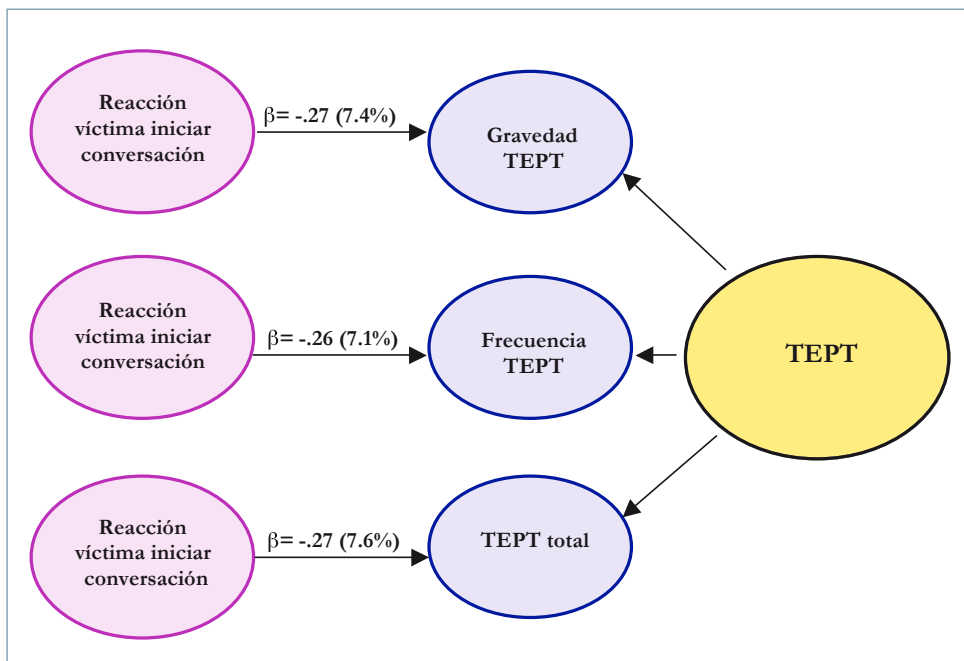 Reacción
víctima iniciar
conversación
β= -.27 (7.4%)
Gravedad
TEPT
Reacción
víctima iniciar
conversación
β= -.26 (7.1%)
Frecuencia
TEPT
TEPT
Reacción
víctima iniciar
conversación
β= -.27 (7.6%)
TEPT total